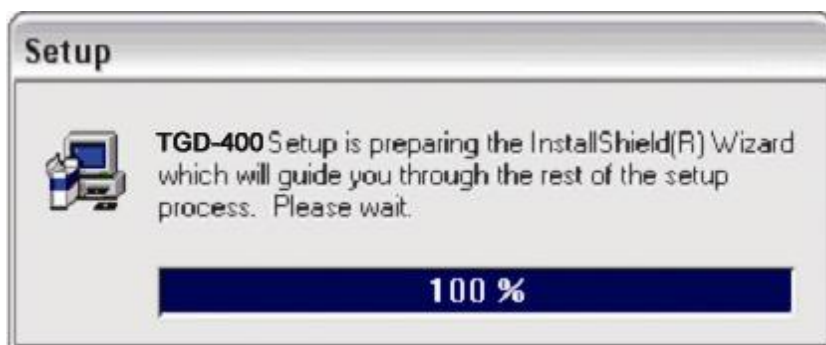 Setup
TGD-400 Setup is preparing the InstallShield(R) Wizard
which will guide you through the rest of the setup
process. Please wait.
100 %